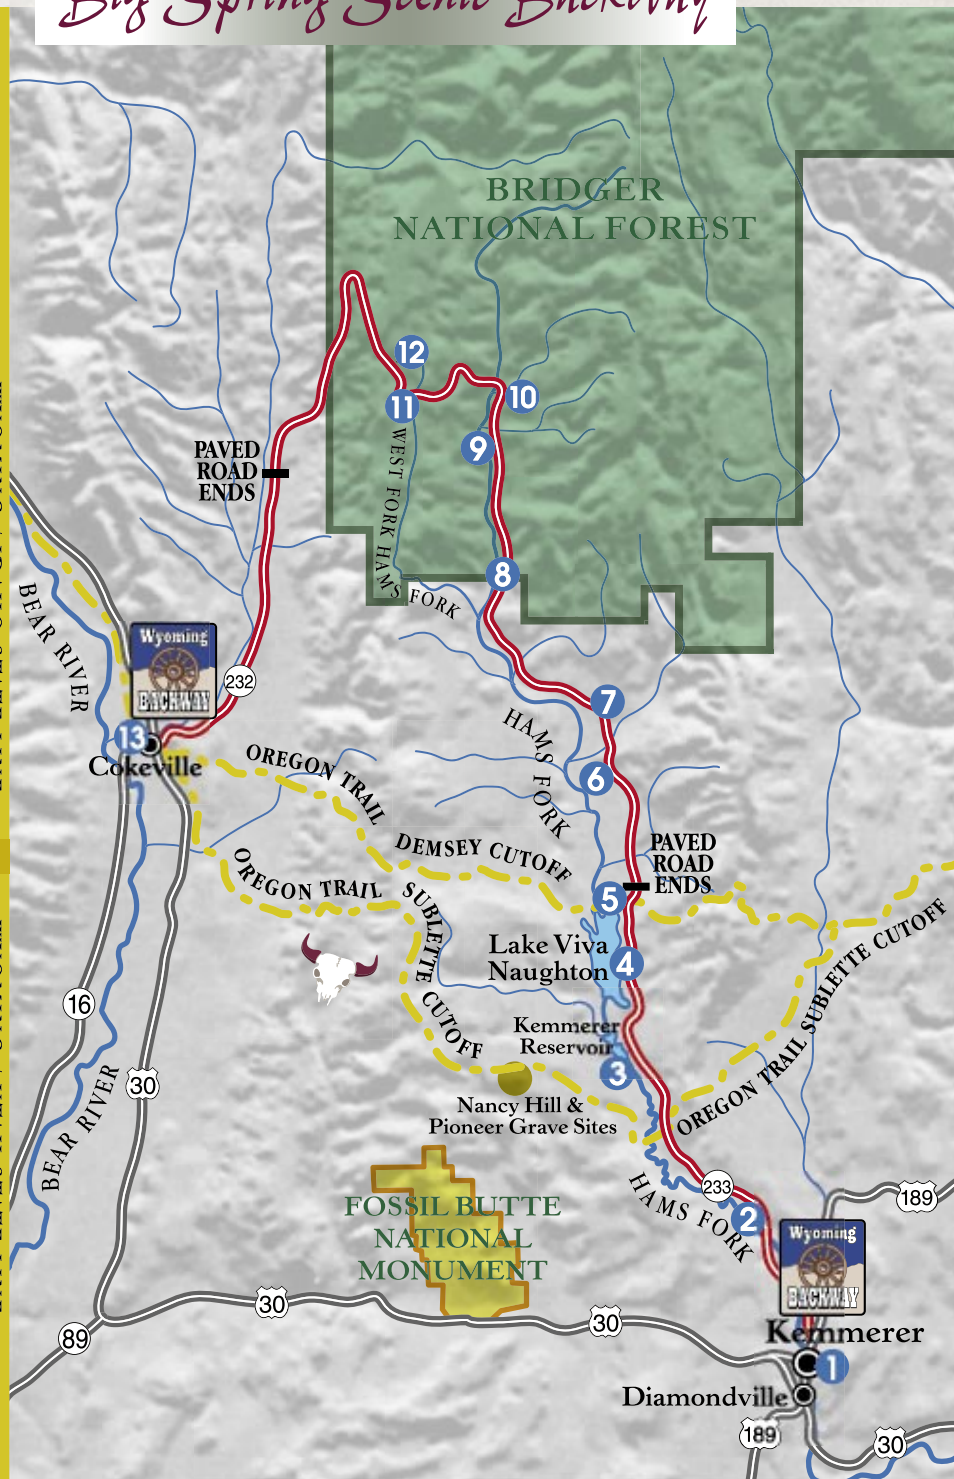 Big Spring Scenic Backway
BRIDGER
NATIONAL FOREST
12
11
10
9
PAVED
ROAD
ENDS
WEST FORK HAMS FORK
8
BEAR RIVER
Wyoming
BACKWAY
232
13
Cokeville
7
HAMS FORK
6
OREGON TRAIL
DEMSEY CUTOFF
PAVED
ROAD
ENDS
OREGON TRAIL
SUBLETTE CUTOFF
5
Lake Viva
Naughton
4
OREGON TRAIL SUBLETTE CUTOFF
16
Kemmerer
Reservoir
3
30
BEAR RIVER
Nancy Hill &
Pioneer Grave Sites
HAMS FORK
233
189
2
FOSSIL BUTTE
NATIONAL
MONUMENT
Wyoming
BACKWAY
30
30
89
Kemmerer
1
Diamondville
189
30